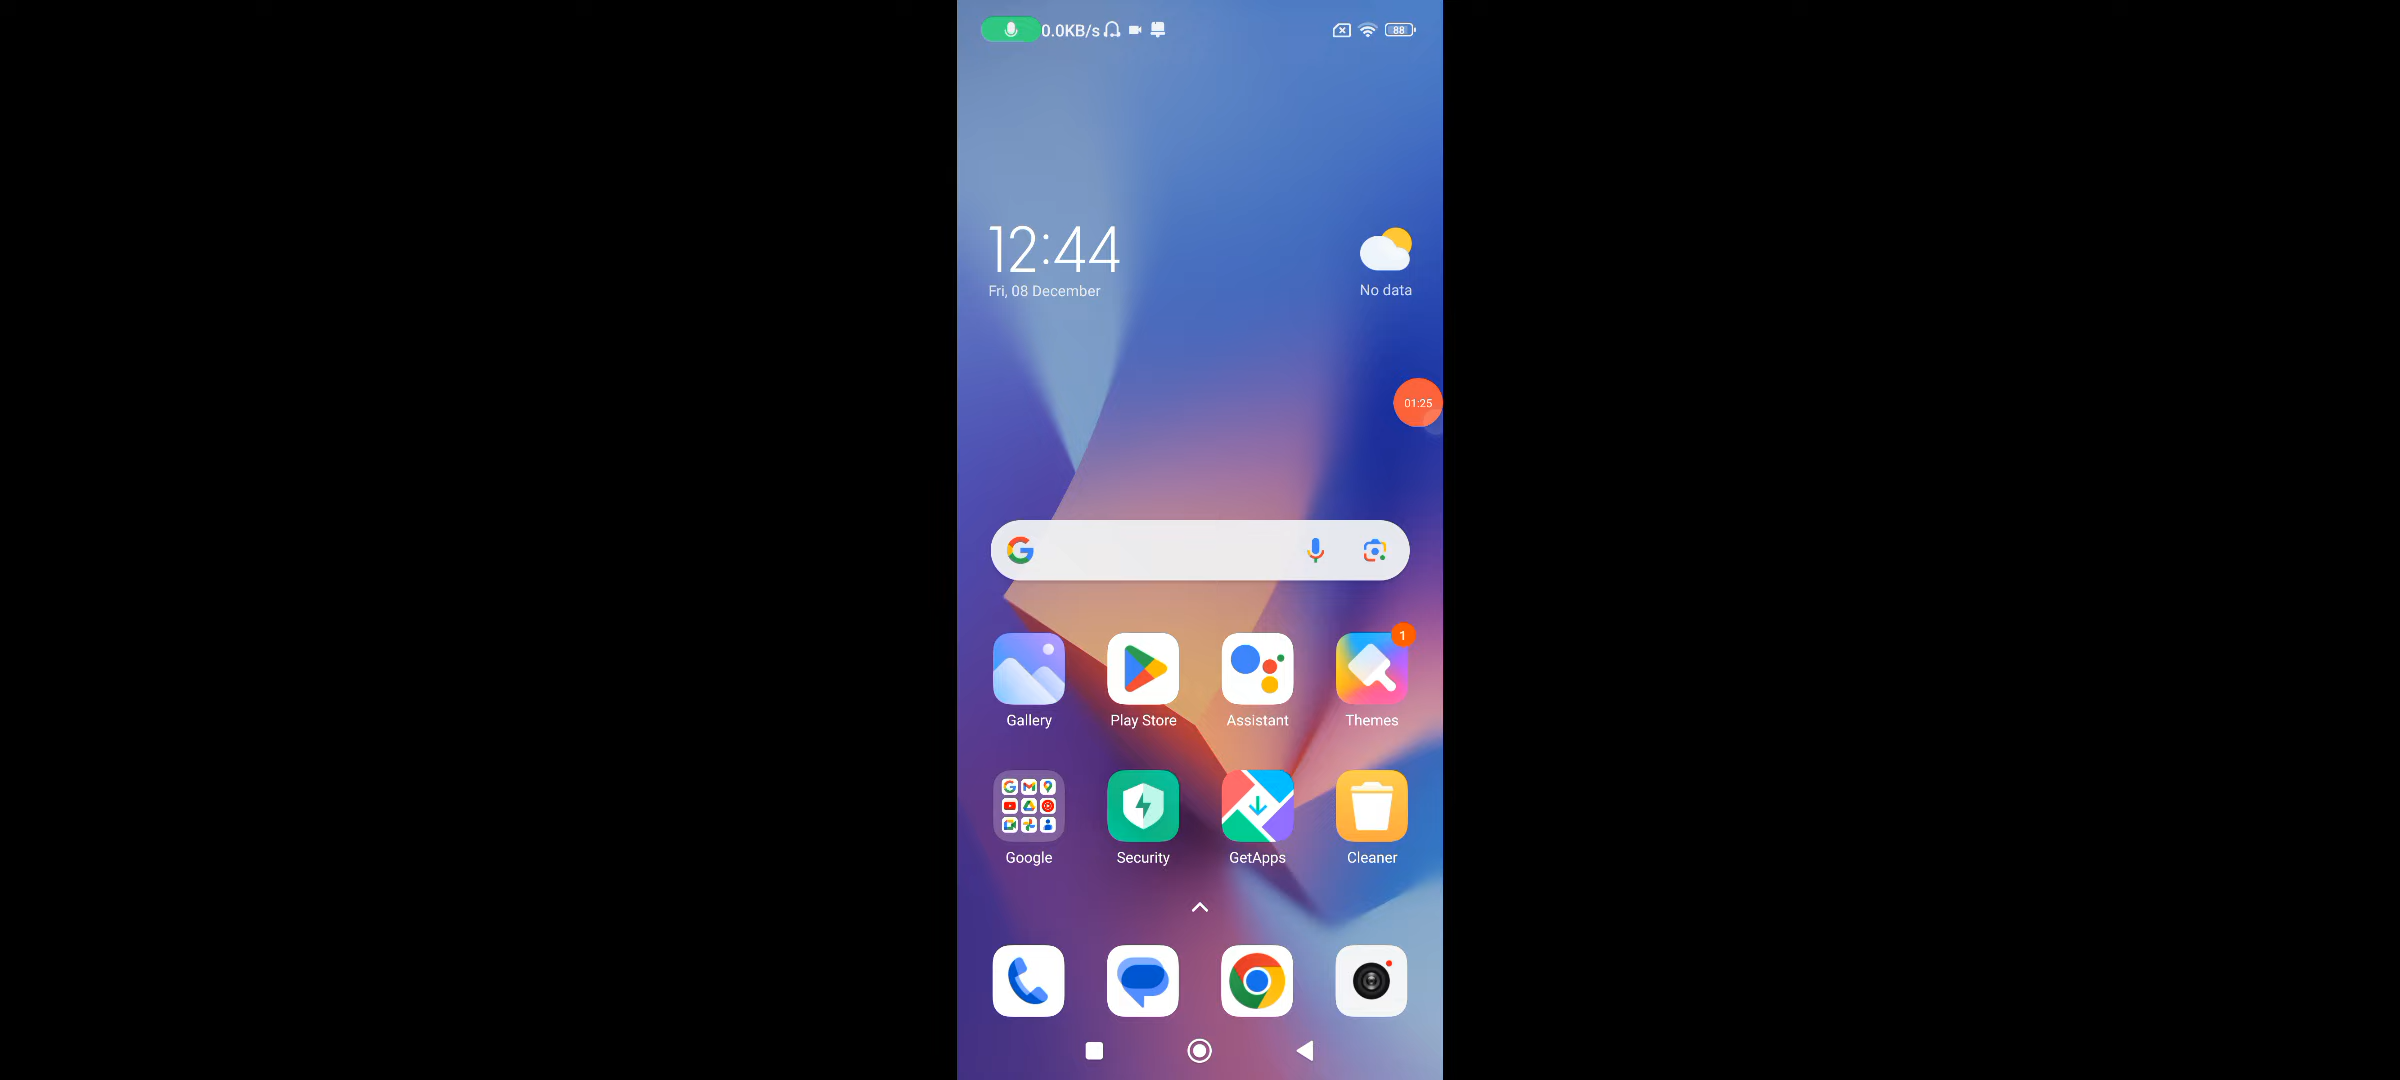 0.0KB/s
88
12:44
Fri, 08 December
No data
01:25
1
Gallery
Play Store
Assistant
Themes
Google
Security
GetApps
Cleaner